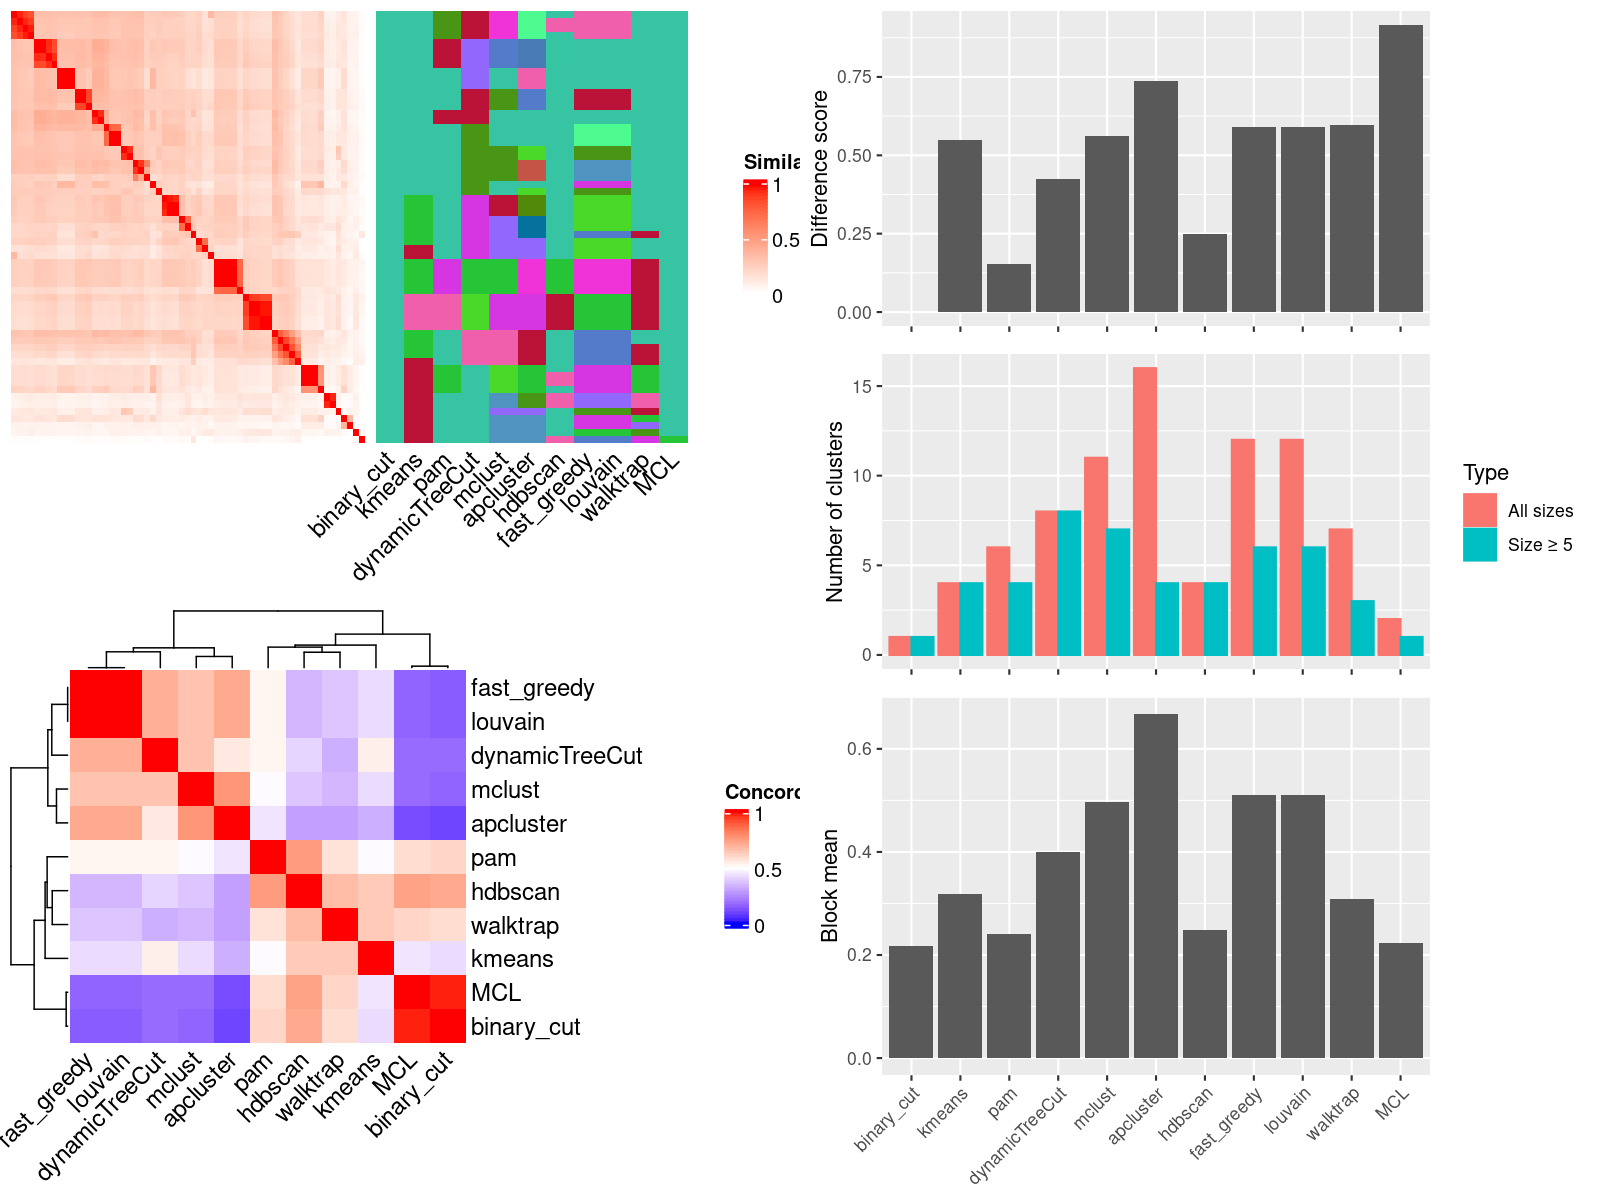 Simila
1
0.5
0
binary_cut
kmeans
pam
dynamicTreeCut
mclust
apcluster
hdbscan
fast_greedy
louvain
walktrap
MCL
Difference score
0.75
0.50
0.25
0.00
Number of clusters
15
10
5
0
Type
All sizes
Size ≥ 5
fast_greedy
louvain
dynamicTreeCut
mclust
apcluster
pam
hdbscan
walktrap
kmeans
MCL
binary_cut
fast_greedy
louvain
dynamicTreeCut
mclust
apcluster
pam
hdbscan
walktrap
kmeans
MCL
binary_cut
Concord
1
0.5
0
Block mean
0.6
0.4
0.2
0.0
binary_cut
kmeans
pam
dynamicTreeCut
mclust
apcluster
hdbscan
fast_greedy
louvain
walktrap
MCL